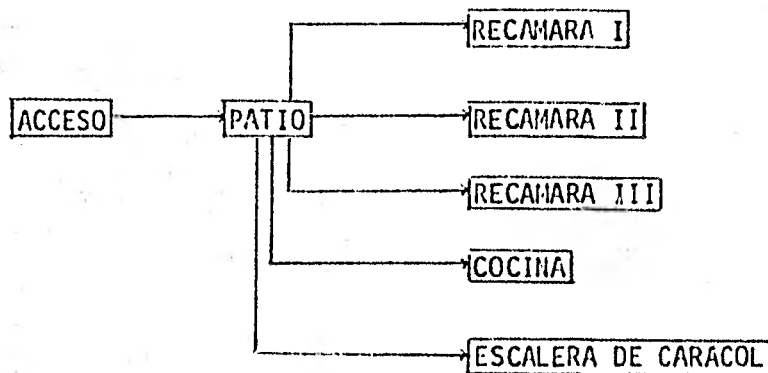 RECAMARA I
ACCESO
PATIO
RECAMARA II
RECAMARA III
COCINA
ESCALERA DE CARACOL